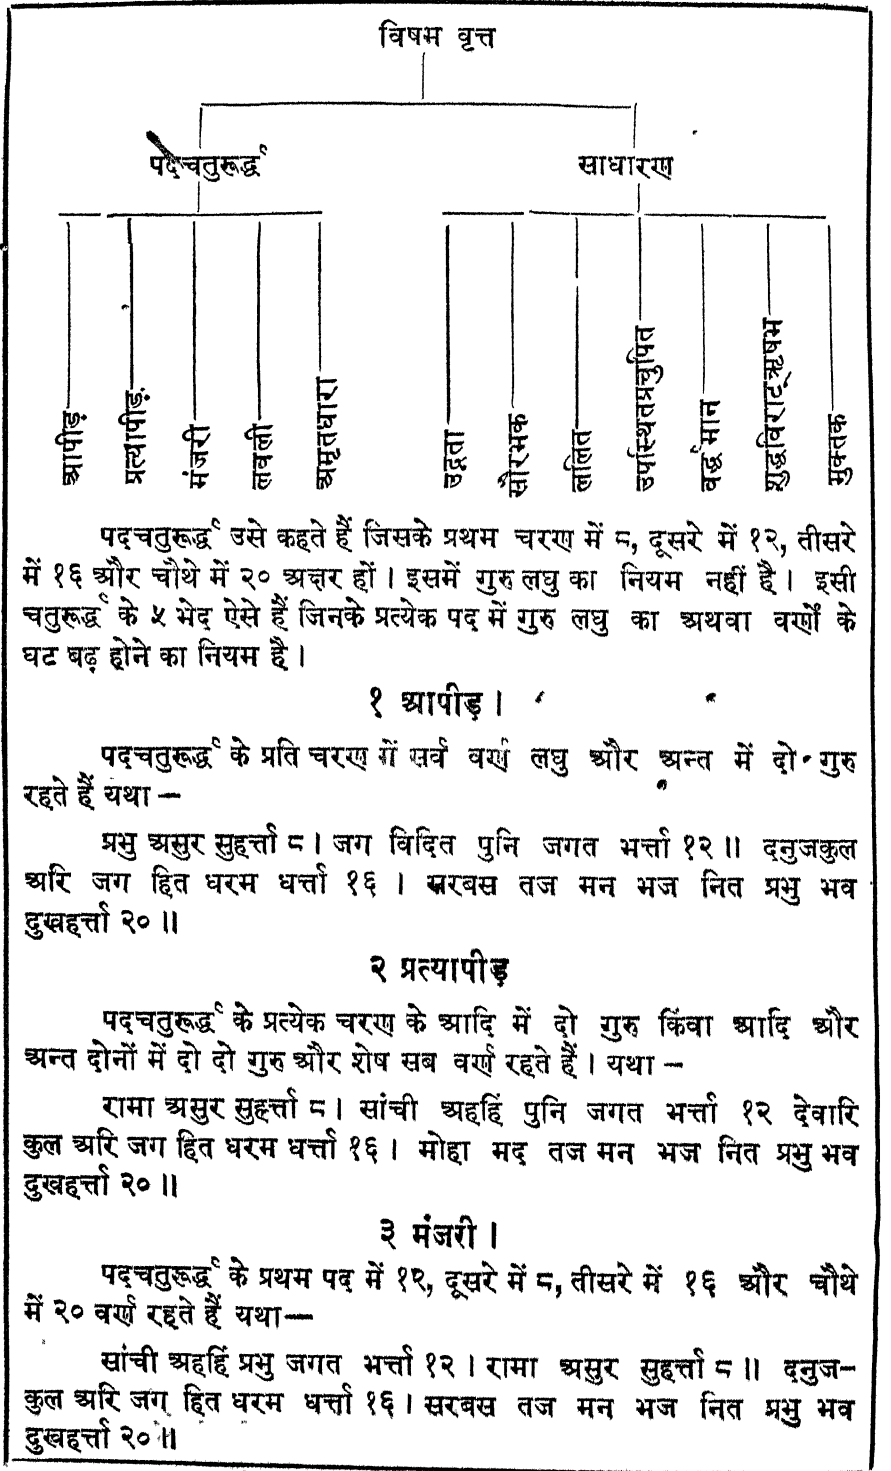 विषम वृत्त
पदचतुरूर्द्ध साधारण
आपीड़ प्रत्यापीड़ मंजरी लवली अमृतधारा उद्गता सौरभक ललित उपस्थितप्रचुपित वर्द्धमान शुद्धविराट्ऋषभ मुक्तक
पदचतुरूर्द्ध उसे कहते हैं जिसके प्रथम चरण में ८, दूसरे में १२, तीसरे
में १६ और चौथे में २० अक्षर हों । इसमें गुरु लघु का नियम नहीं है । इसी
चतुरूर्द्ध के ५ भेद ऐसे हैं जिनके प्रत्येक पद में गुरु लघु का अथवा वर्णों के
घट बढ़ होने का नियम है ।
१ आपीड़ ।
पदचतुरूर्द्ध के प्रति चरण में सर्व वर्ण लघु और अन्त में दो गुरु
रहते हैं यथा —
प्रभु असुर सुहर्त्ता ८ । जग विदित पुनि जगत भर्त्ता १२ ॥ दनुजकुल
अरि जग हित धरम धर्त्ता १६ । सरबस तज मन भज नित प्रभु भव
दुखहर्त्ता २० ॥
२ प्रत्यापीड़
पदचतुरूर्द्ध के प्रत्येक चरण के आदि में दो गुरु किंवा आदि और
अन्त दोनों में दो दो गुरु और शेष सब वर्ण रहते हैं । यथा —
रामा असुर सुहर्त्ता ८ । सांची अहहिं पुनि जगत भर्त्ता १२ देवारि
कुल अरि जग हित धरम धर्त्ता १६ । मोहा मद तज मन भज नित प्रभु भव
दुखहर्त्ता २० ॥
३ मंजरी ।
पदचतुरूर्द्ध के प्रथम पद में १२, दूसरे में ८, तीसरे में १६ और चौथे
में २० वर्ण रहते हैं यथा—
सांची अहहिं प्रभु जगत भर्त्ता १२ । रामा असुर सुहर्त्ता ८ ॥ दनुज–
कुल अरि जग हित धरम धर्त्ता १६ । सरबस तज मन भज नित प्रभु भव
दुखहर्त्ता २० ॥